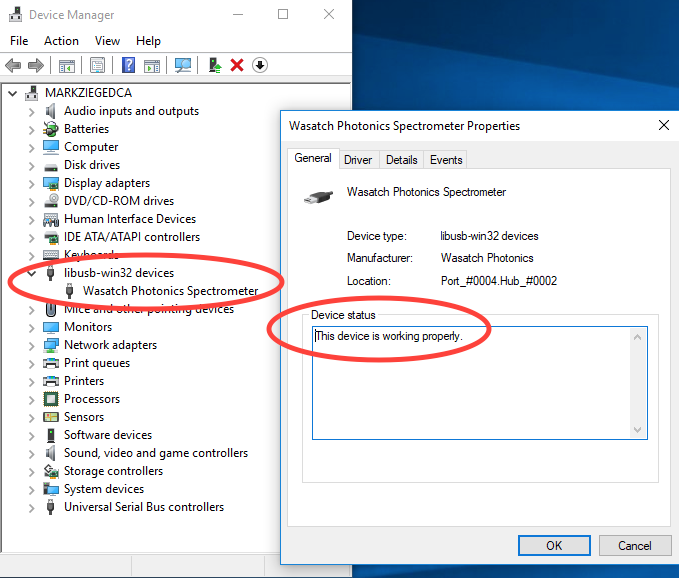 Device Manager
File Action View Help
MARKZIEGEDCA
Audio inputs and outputs
Batteries
Computer
Disk drives
Display adapters
DVD/CD-ROM drives
Human Interface Devices
IDE ATA/ATAPI controllers
Keyboards
libusb-win32 devices
Wasatch Photonics Spectrometer
Mice and other pointing devices
Monitors
Network adapters
Print queues
Printers
Processors
Sensors
Software devices
Sound, video and game controllers
Storage controllers
System devices
Universal Serial Bus controllers
Wasatch Photonics Spectrometer Properties
General Driver Details Events
Wasatch Photonics Spectrometer
Device type: libusb-win32 devices
Manufacturer: Wasatch Photonics
Location: Port_#0004.Hub_#0002
Device status
This device is working properly.
OK Cancel